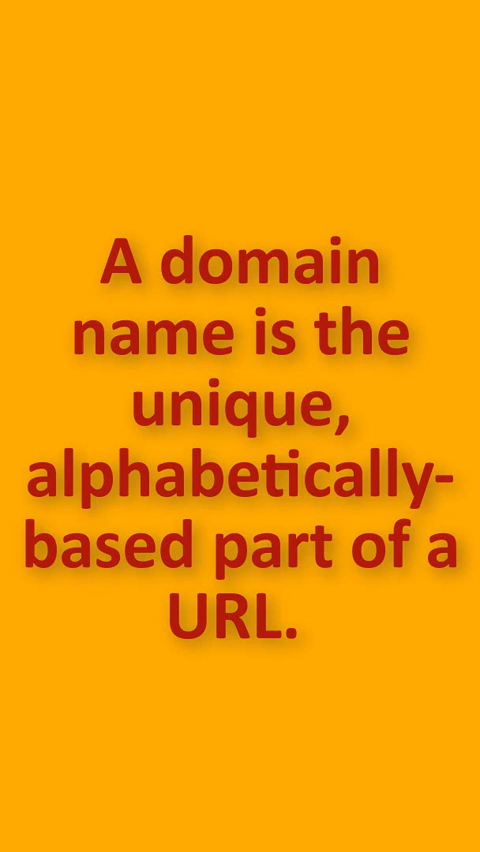 A domain
name is the
unique,
alphabetically-
based part of a
URL.